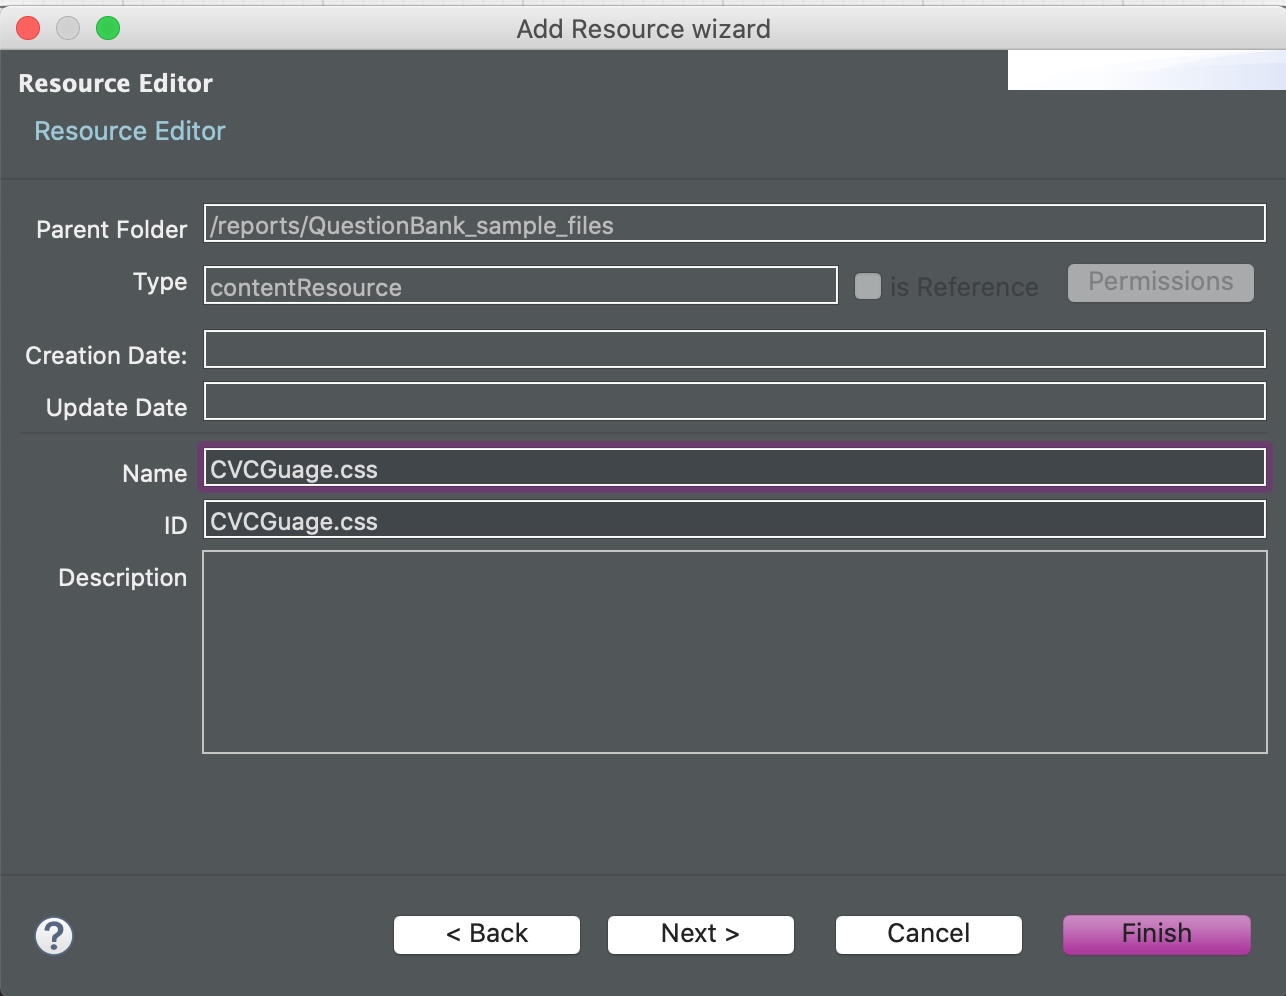 Add Resource wizard
Resource Editor
Resource Editor
Parent Folder /reports/QuestionBank_sample_files
Type contentResource is Reference Permissions
Creation Date:
Update Date
Name CVCGuage.css
ID CVCGuage.css
Description
? < Back Next > Cancel Finish